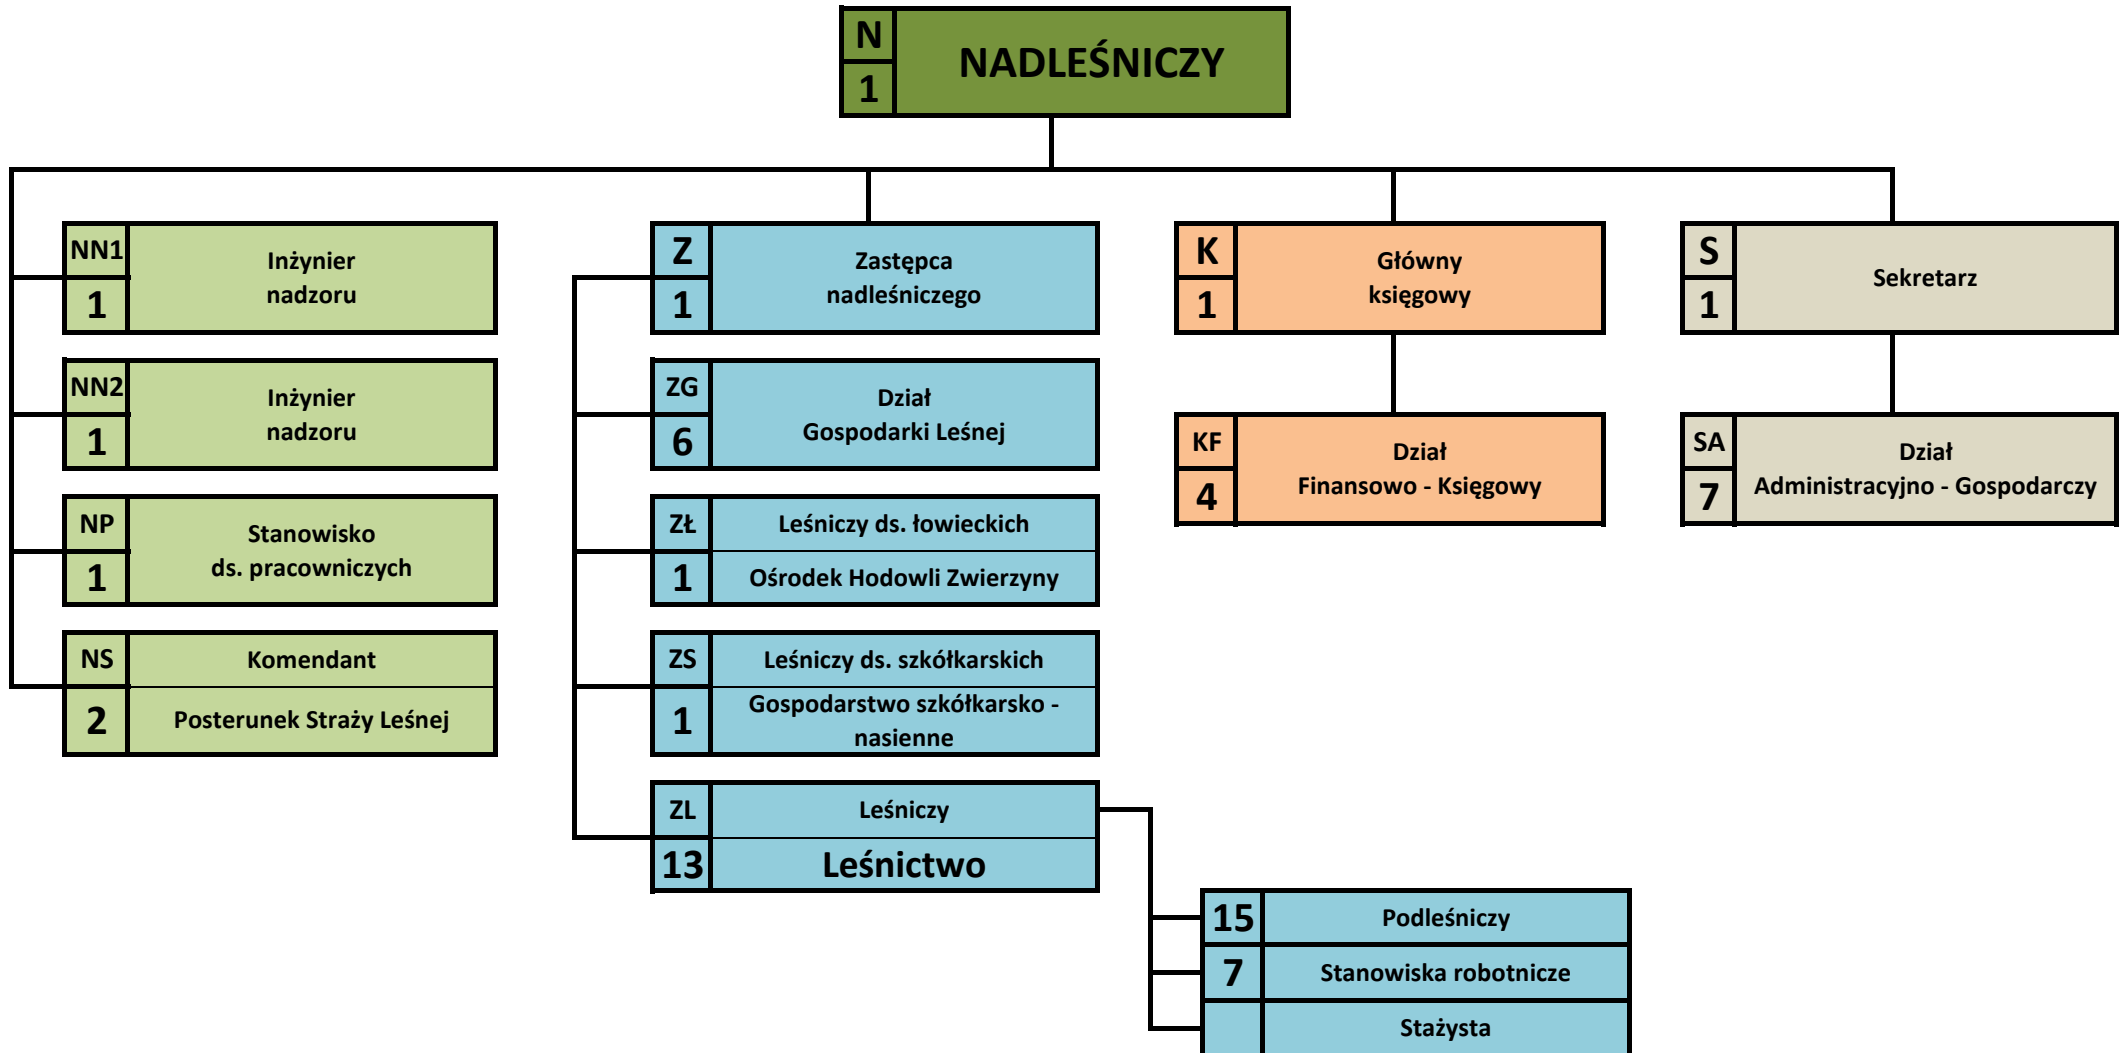 N
1
NADLEŚNICZY
NN1
1
Inżynier
nadzoru
NN2
1
Inżynier
nadzoru
NP
1
Stanowisko
ds. pracowniczych
NS
2
Komendant
Posterunek Straży Leśnej
Z
1
Zastępca
nadleśniczego
ZG
6
Dział
Gospodarki Leśnej
ZŁ
1
Leśniczy ds. łowieckich
Ośrodek Hodowli Zwierzyny
ZS
1
Leśniczy ds. szkółkarskich
Gospodarstwo szkółkarsko -
nasienne
ZL
13
Leśniczy
Leśnictwo
15
Podleśniczy
7
Stanowiska robotnicze
Stażysta
K
1
Główny
księgowy
KF
4
Dział
Finansowo - Księgowy
S
1
Sekretarz
SA
7
Dział
Administracyjno - Gospodarczy